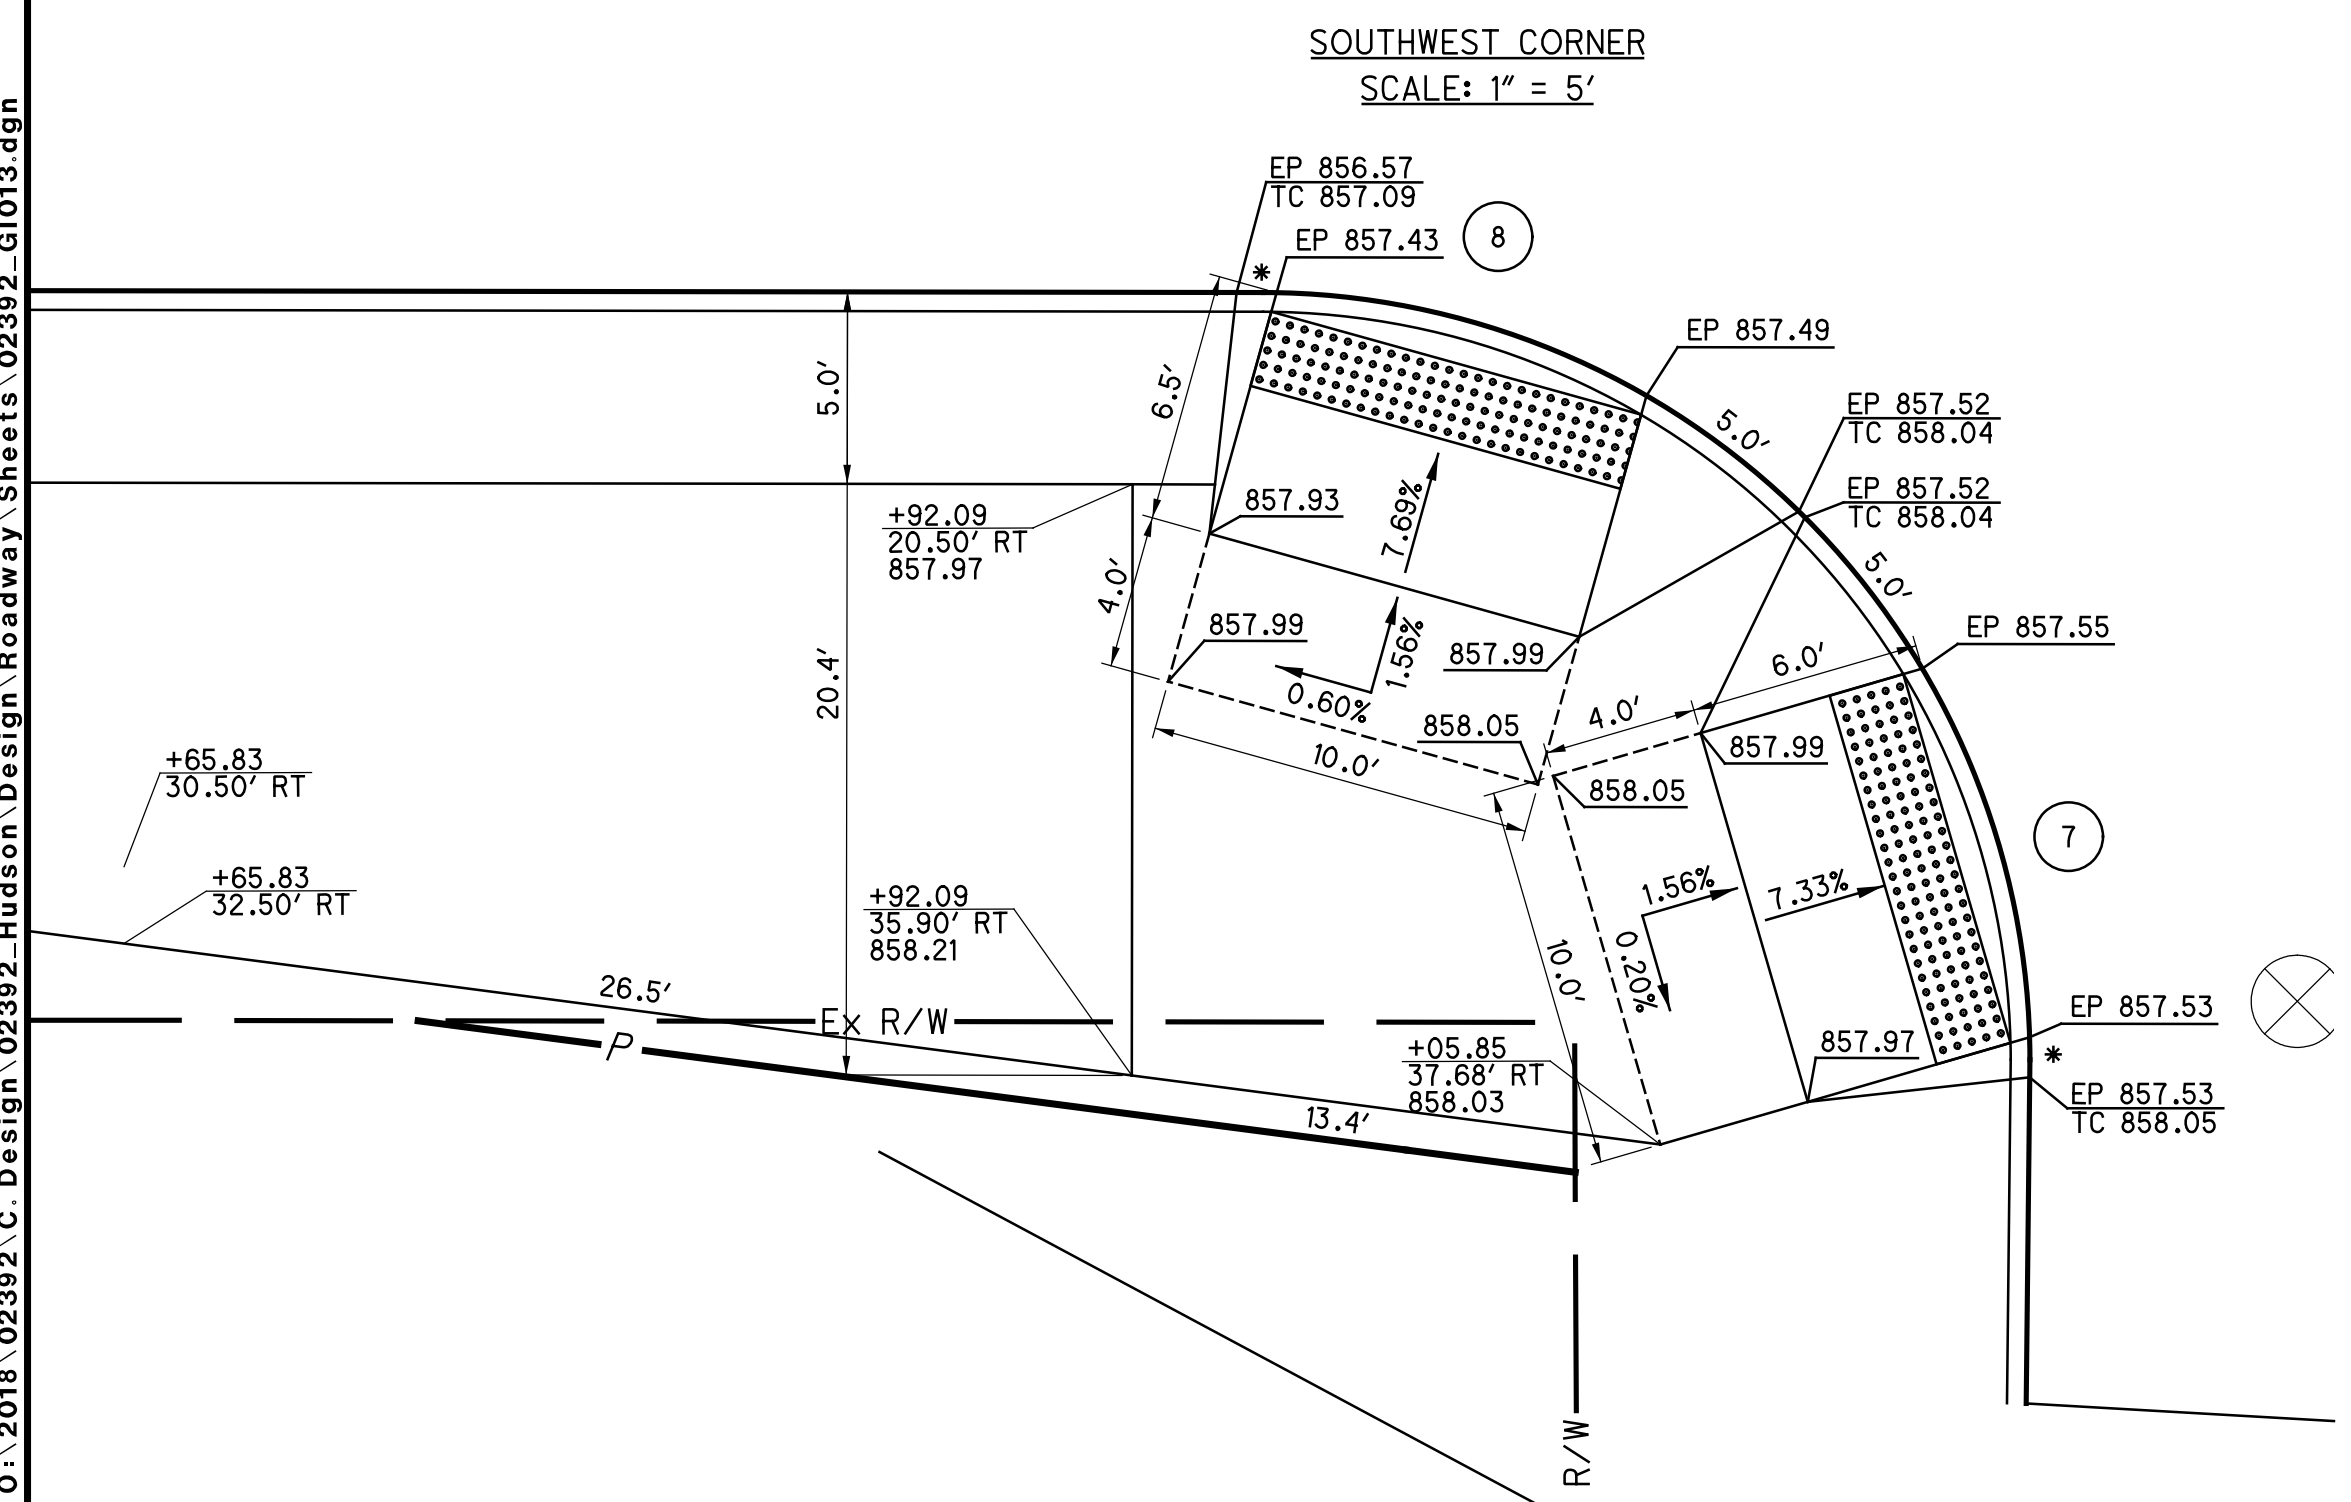 SOUTHWEST CORNER
SCALE: 1" = 5'
O:\2018\02392\C. Design\02392_Hudson\Design\Roadway\Sheets\02392_GI013.dgn
EP 856.57
TC 857.09
EP 857.43
8
*
EP 857.49
5.0'
EP 857.52
TC 858.04
EP 857.52
TC 858.04
5.0'
6.5'
5.0'
857.93
7.69%
+92.09
20.50' RT
857.97
4.0'
857.99
1.56%
857.99
0.60%
EP 857.55
6.0'
4.0'
20.4'
858.05
857.99
10.0'
858.05
+65.83
30.50' RT
7
+65.83
32.50' RT
1.56%
7.33%
+92.09
35.90' RT
858.21
10.0'
0.20%
26.5'
Ex R/W
P
EP 857.53
857.97
*
+05.85
37.68' RT
858.03
EP 857.53
TC 858.05
13.4'
R/W